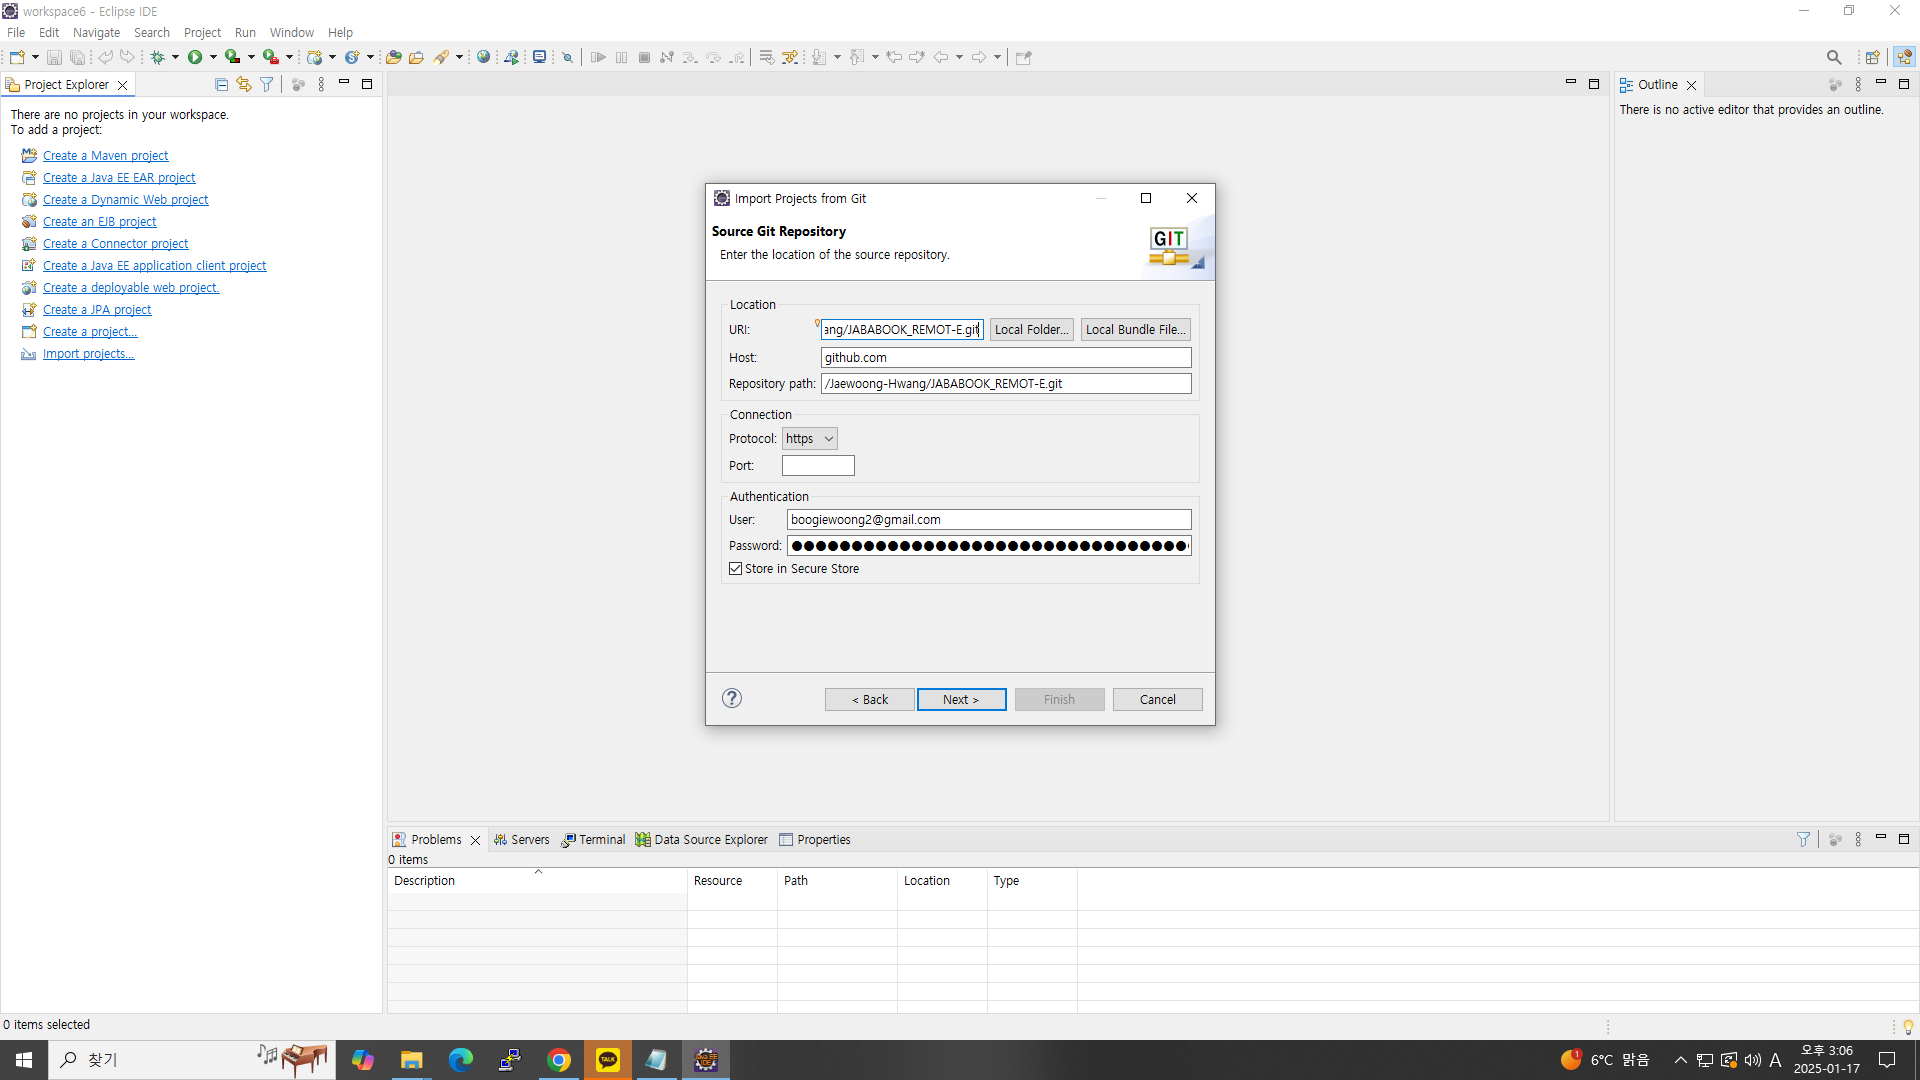 workspace6 - Eclipse IDE
File Edit Navigate Search Project Run Window Help
Project Explorer
There are no projects in your workspace.
To add a project:
Create a Maven project
Create a Java EE EAR project
Create a Dynamic Web project
Create an EJB project
Create a Connector project
Create a Java EE application client project
Create a deployable web project.
Create a JPA project
Create a project...
Import projects...
Outline
There is no active editor that provides an outline.
Import Projects from Git
Source Git Repository
Enter the location of the source repository.
GIT
Location
URI: ang/JABABOOK_REMOT-E.git Local Folder... Local Bundle File...
Host: github.com
Repository path: /Jaewoong-Hwang/JABABOOK_REMOT-E.git
Connection
Protocol: https
Port:
Authentication
User: boogiewoong2@gmail.com
Password: ●●●●●●●●●●●●●●●●●●●●●●●●●●●●●●●●●
Store in Secure Store
< Back Next > Finish Cancel
Problems Servers Terminal Data Source Explorer Properties
0 items
Description Resource Path Location Type
0 items selected
찾기
TALK
1
6°C 맑음
A
오후 3:06
2025-01-17